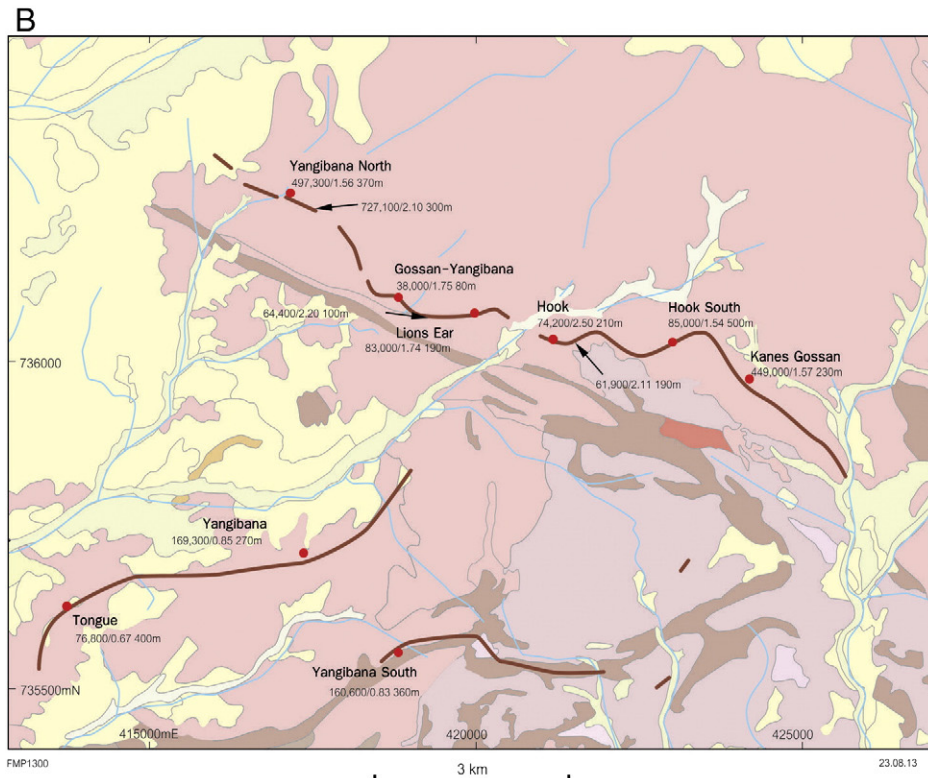 B
Yangibana North
497,300/1.56 370m
727,100/2.10 300m
Gossan-Yangibana
38,000/1.75 80m
64,400/2.20 100m
Lions Ear
83,000/1.74 190m
Hook
74,200/2.50 210m
Hook South
85,000/1.54 500m
61,900/2.11 190m
Kanes Gossan
449,000/1.57 230m
736000
Yangibana
169,300/0.85 270m
Tongue
76,800/0.67 400m
Yangibana South
160,600/0.83 360m
735500mN
415000mE
420000
425000
FMP1300
3 km
23.08.13